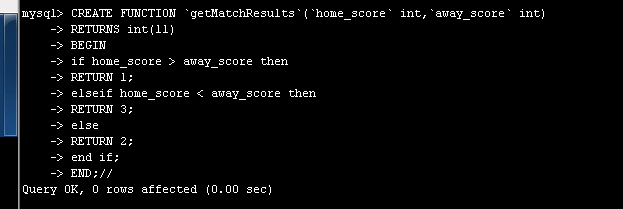 mysql> CREATE FUNCTION `getMatchResults`(`home_score` int,`away_score` int)
-> RETURNS int(11)
-> BEGIN
-> if home_score > away_score then
-> RETURN 1;
-> elseif home_score < away_score then
-> RETURN 3;
-> else
-> RETURN 2;
-> end if;
-> END;//
Query OK, 0 rows affected (0.00 sec)